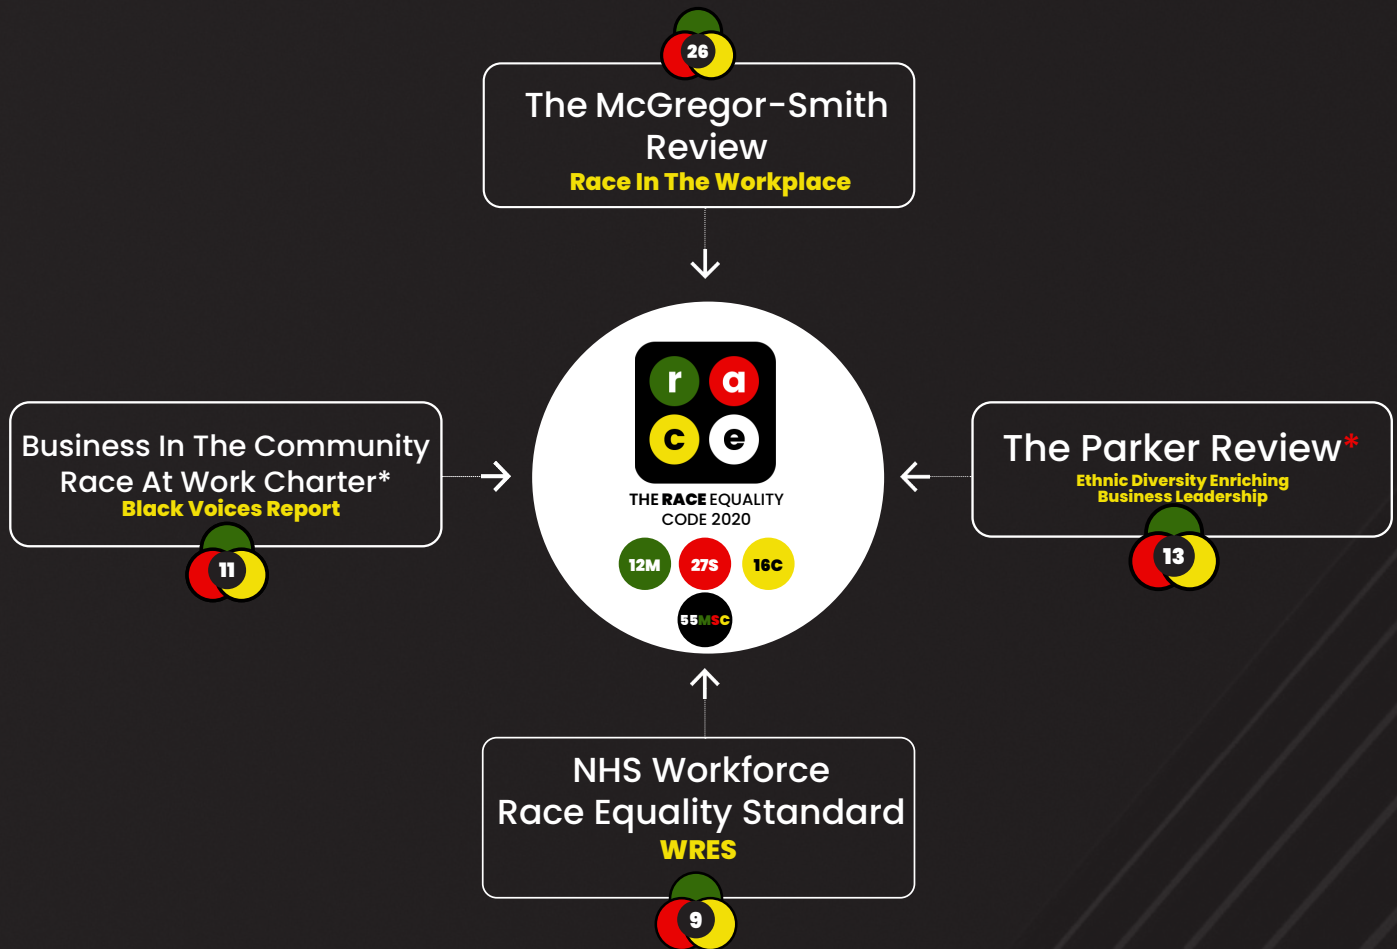 26
The McGregor-Smith
Review
Race In The Workplace
r a
c e
THE RACE EQUALITY
CODE 2020
12M 27S 16C
55MSC
Business In The Community
Race At Work Charter*
Black Voices Report
11
The Parker Review*
Ethnic Diversity Enriching
Business Leadership
13
NHS Workforce
Race Equality Standard
WRES
9